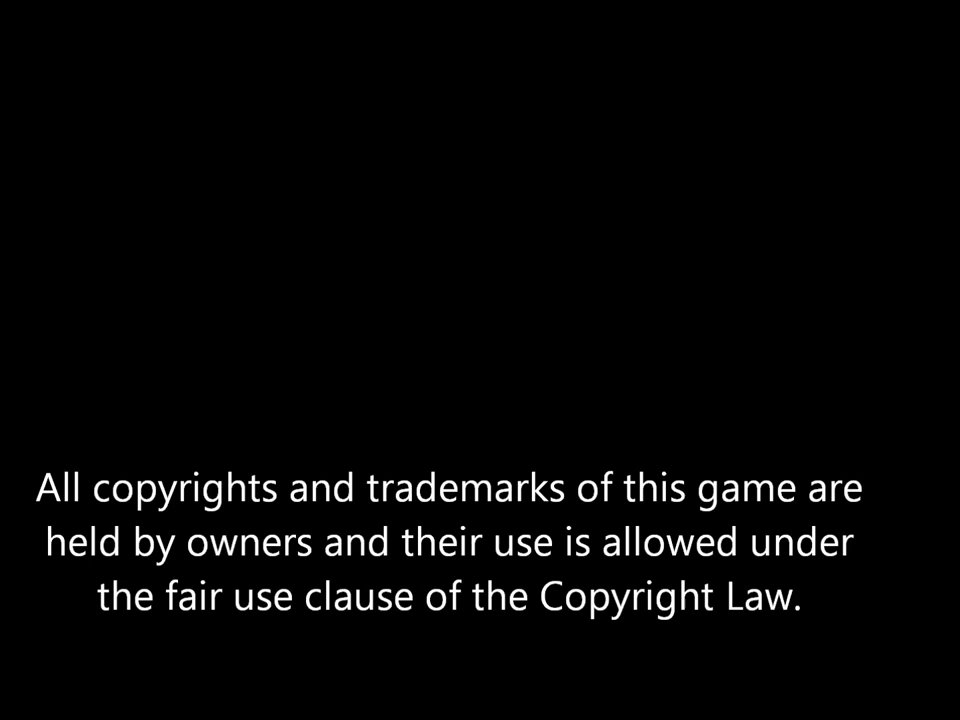 All copyrights and trademarks of this game are
held by owners and their use is allowed under
the fair use clause of the Copyright Law.